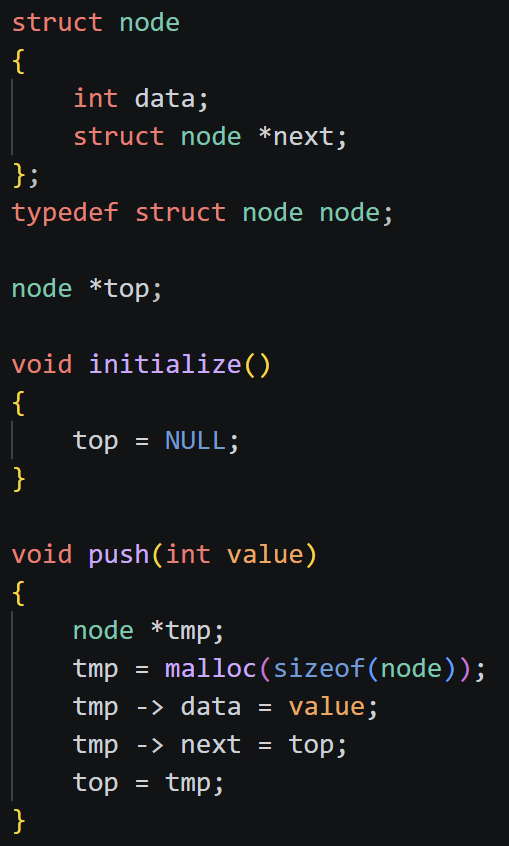 struct node
{
    int data;
    struct node *next;
};
typedef struct node node;

node *top;

void initialize()
{
    top = NULL;
}

void push(int value)
{
    node *tmp;
    tmp = malloc(sizeof(node));
    tmp -> data = value;
    tmp -> next = top;
    top = tmp;
}